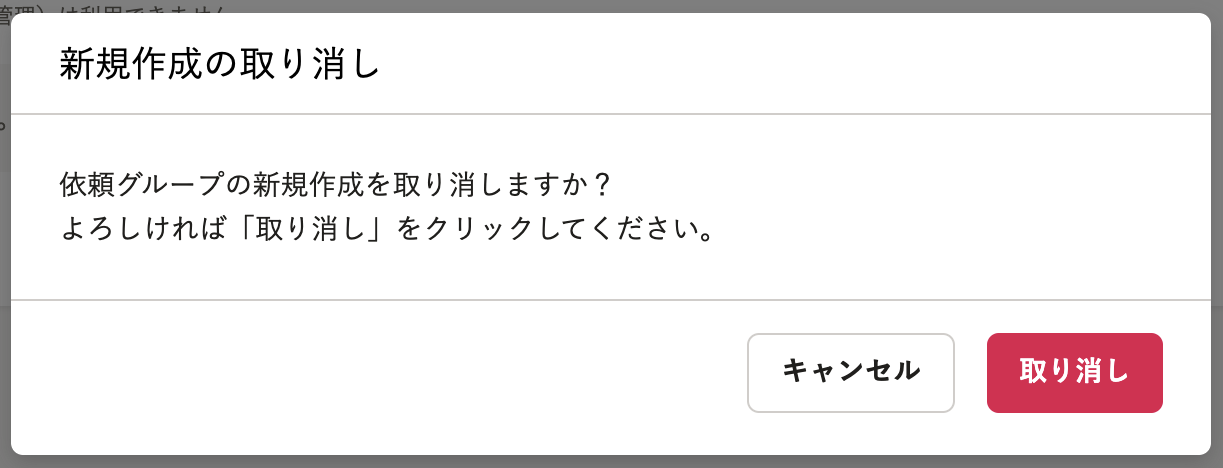 新規作成の取り消し
依頼グループの新規作成を取り消しますか？
よろしければ「取り消し」をクリックしてください。
キャンセル
取り消し